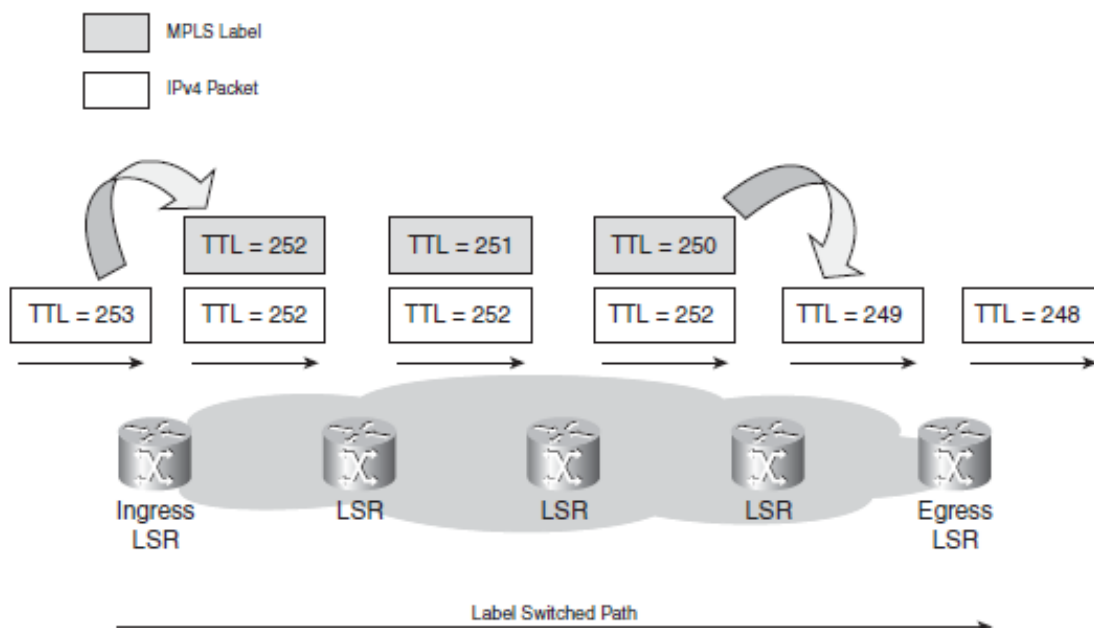 MPLS Label
IPv4 Packet
TTL = 252
TTL = 251
TTL = 250
TTL = 253
TTL = 252
TTL = 252
TTL = 252
TTL = 249
TTL = 248
Ingress
LSR
LSR
LSR
LSR
Egress
LSR
Label Switched Path